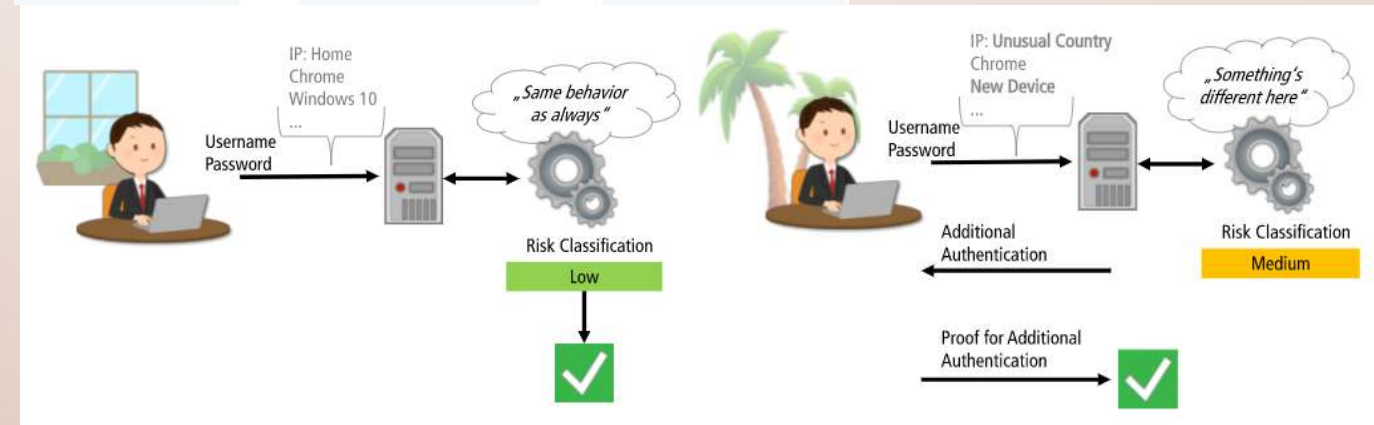 IP: Home
Chrome
Windows 10
...
Username
Password
„Same behavior
as always“
Risk Classification
Low
IP: Unusual Country
Chrome
New Device
...
Username
Password
„Something‘s
different here“
Risk Classification
Medium
Additional
Authentication
Proof for Additional
Authentication